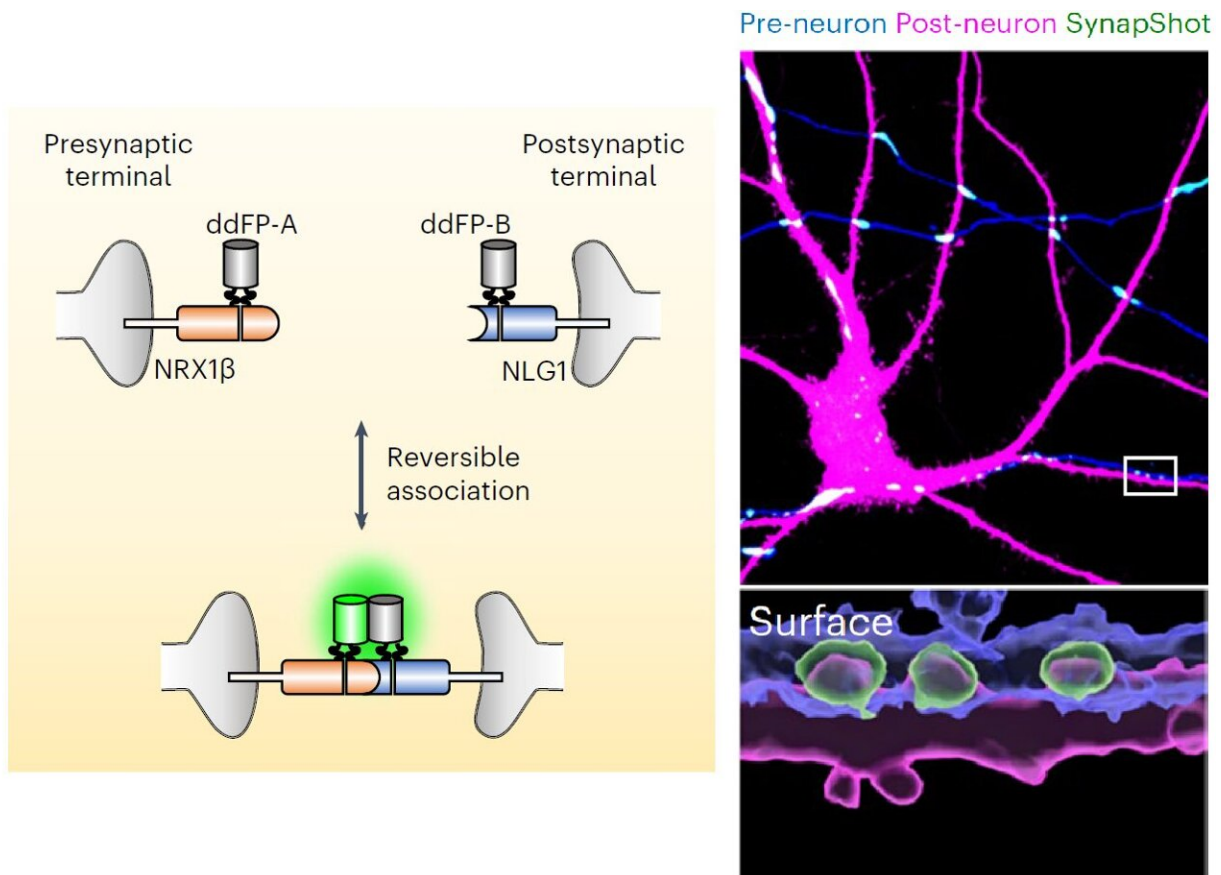 Pre-neuron Post-neuron SynapShot
Presynaptic
terminal
Postsynaptic
terminal
ddFP-A
ddFP-B
NRX1β
NLG1
Reversible
association
Surface